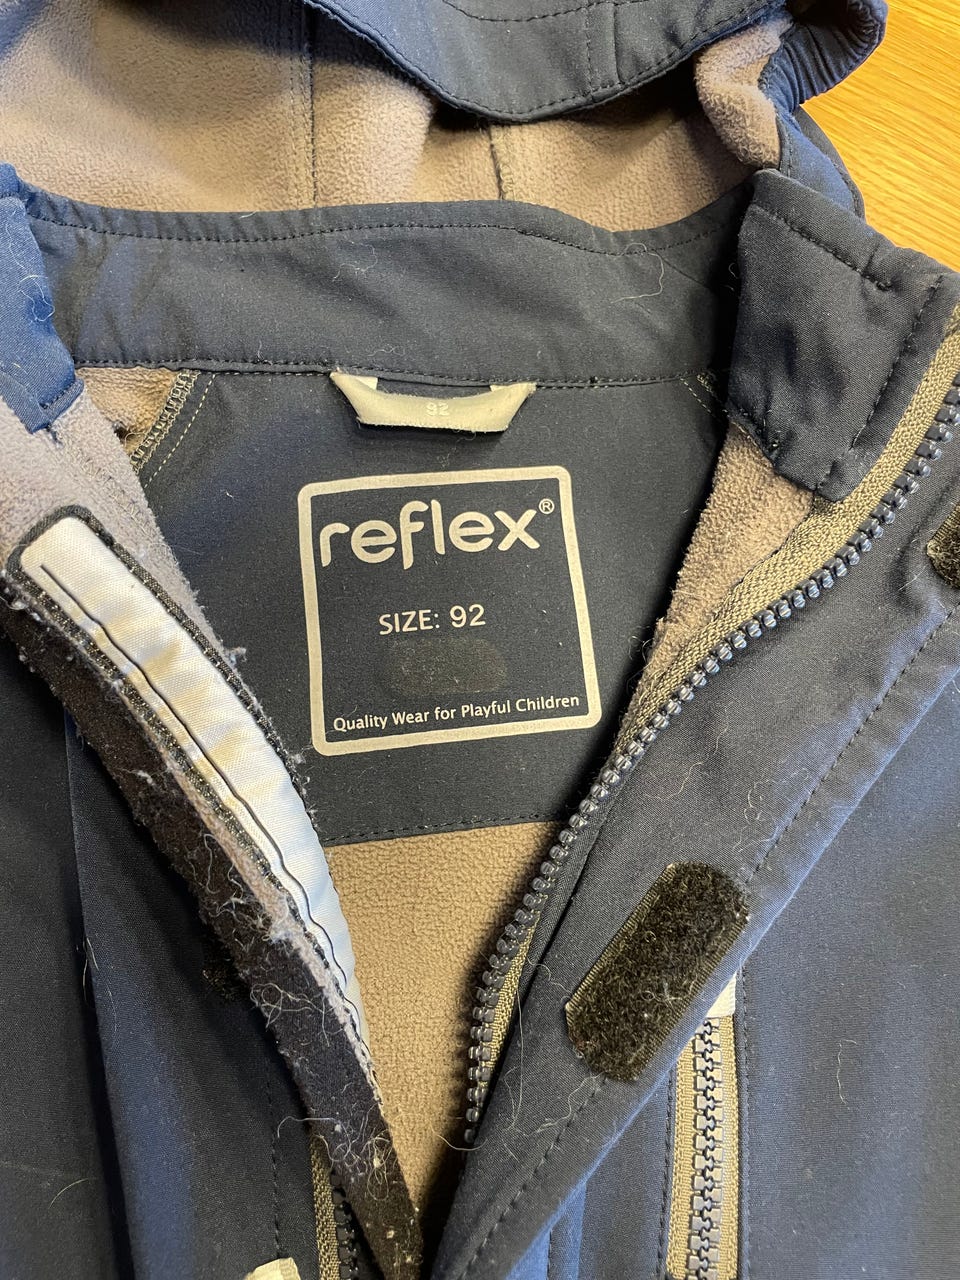 92
reflex®
SIZE: 92
Quality Wear for Playful Children